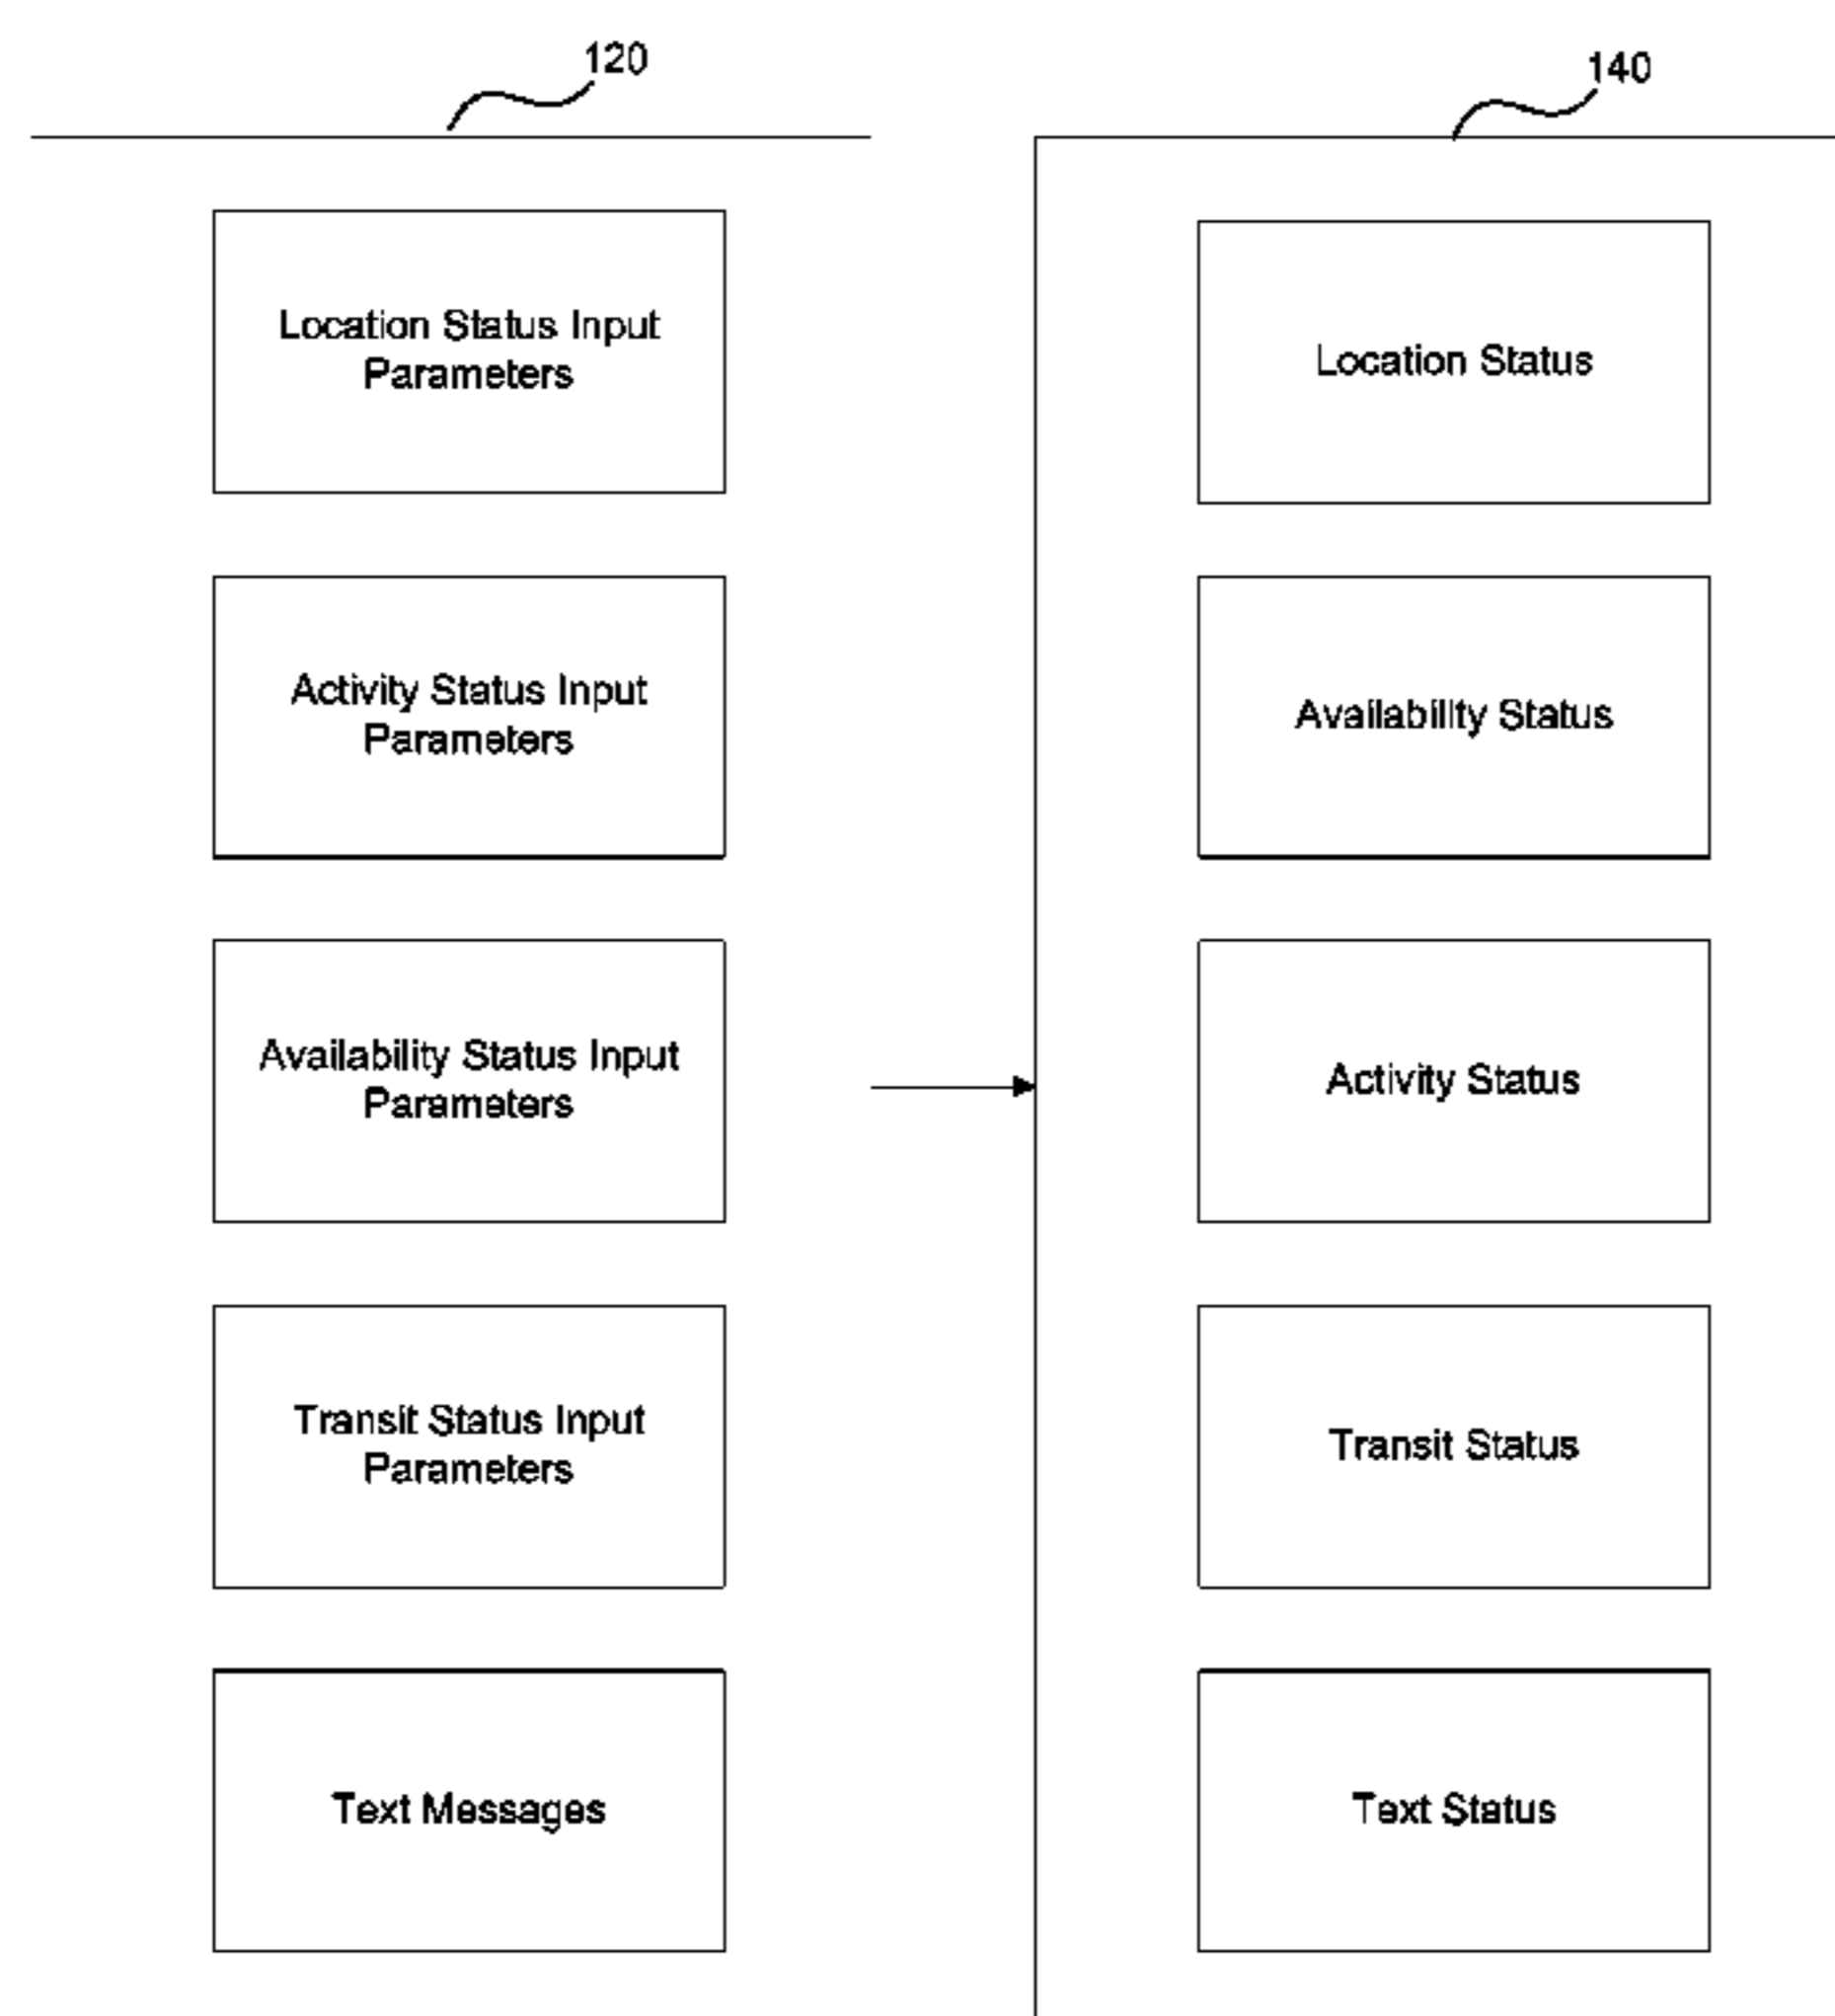 120
Location Status Input
Parameters
Activity Status Input
Parameters
Availability Status Input
Parameters
Transit Status Input
Parameters
Text Messages
140
Location Status
Availability Status
Activity Status
Transit Status
Text Status